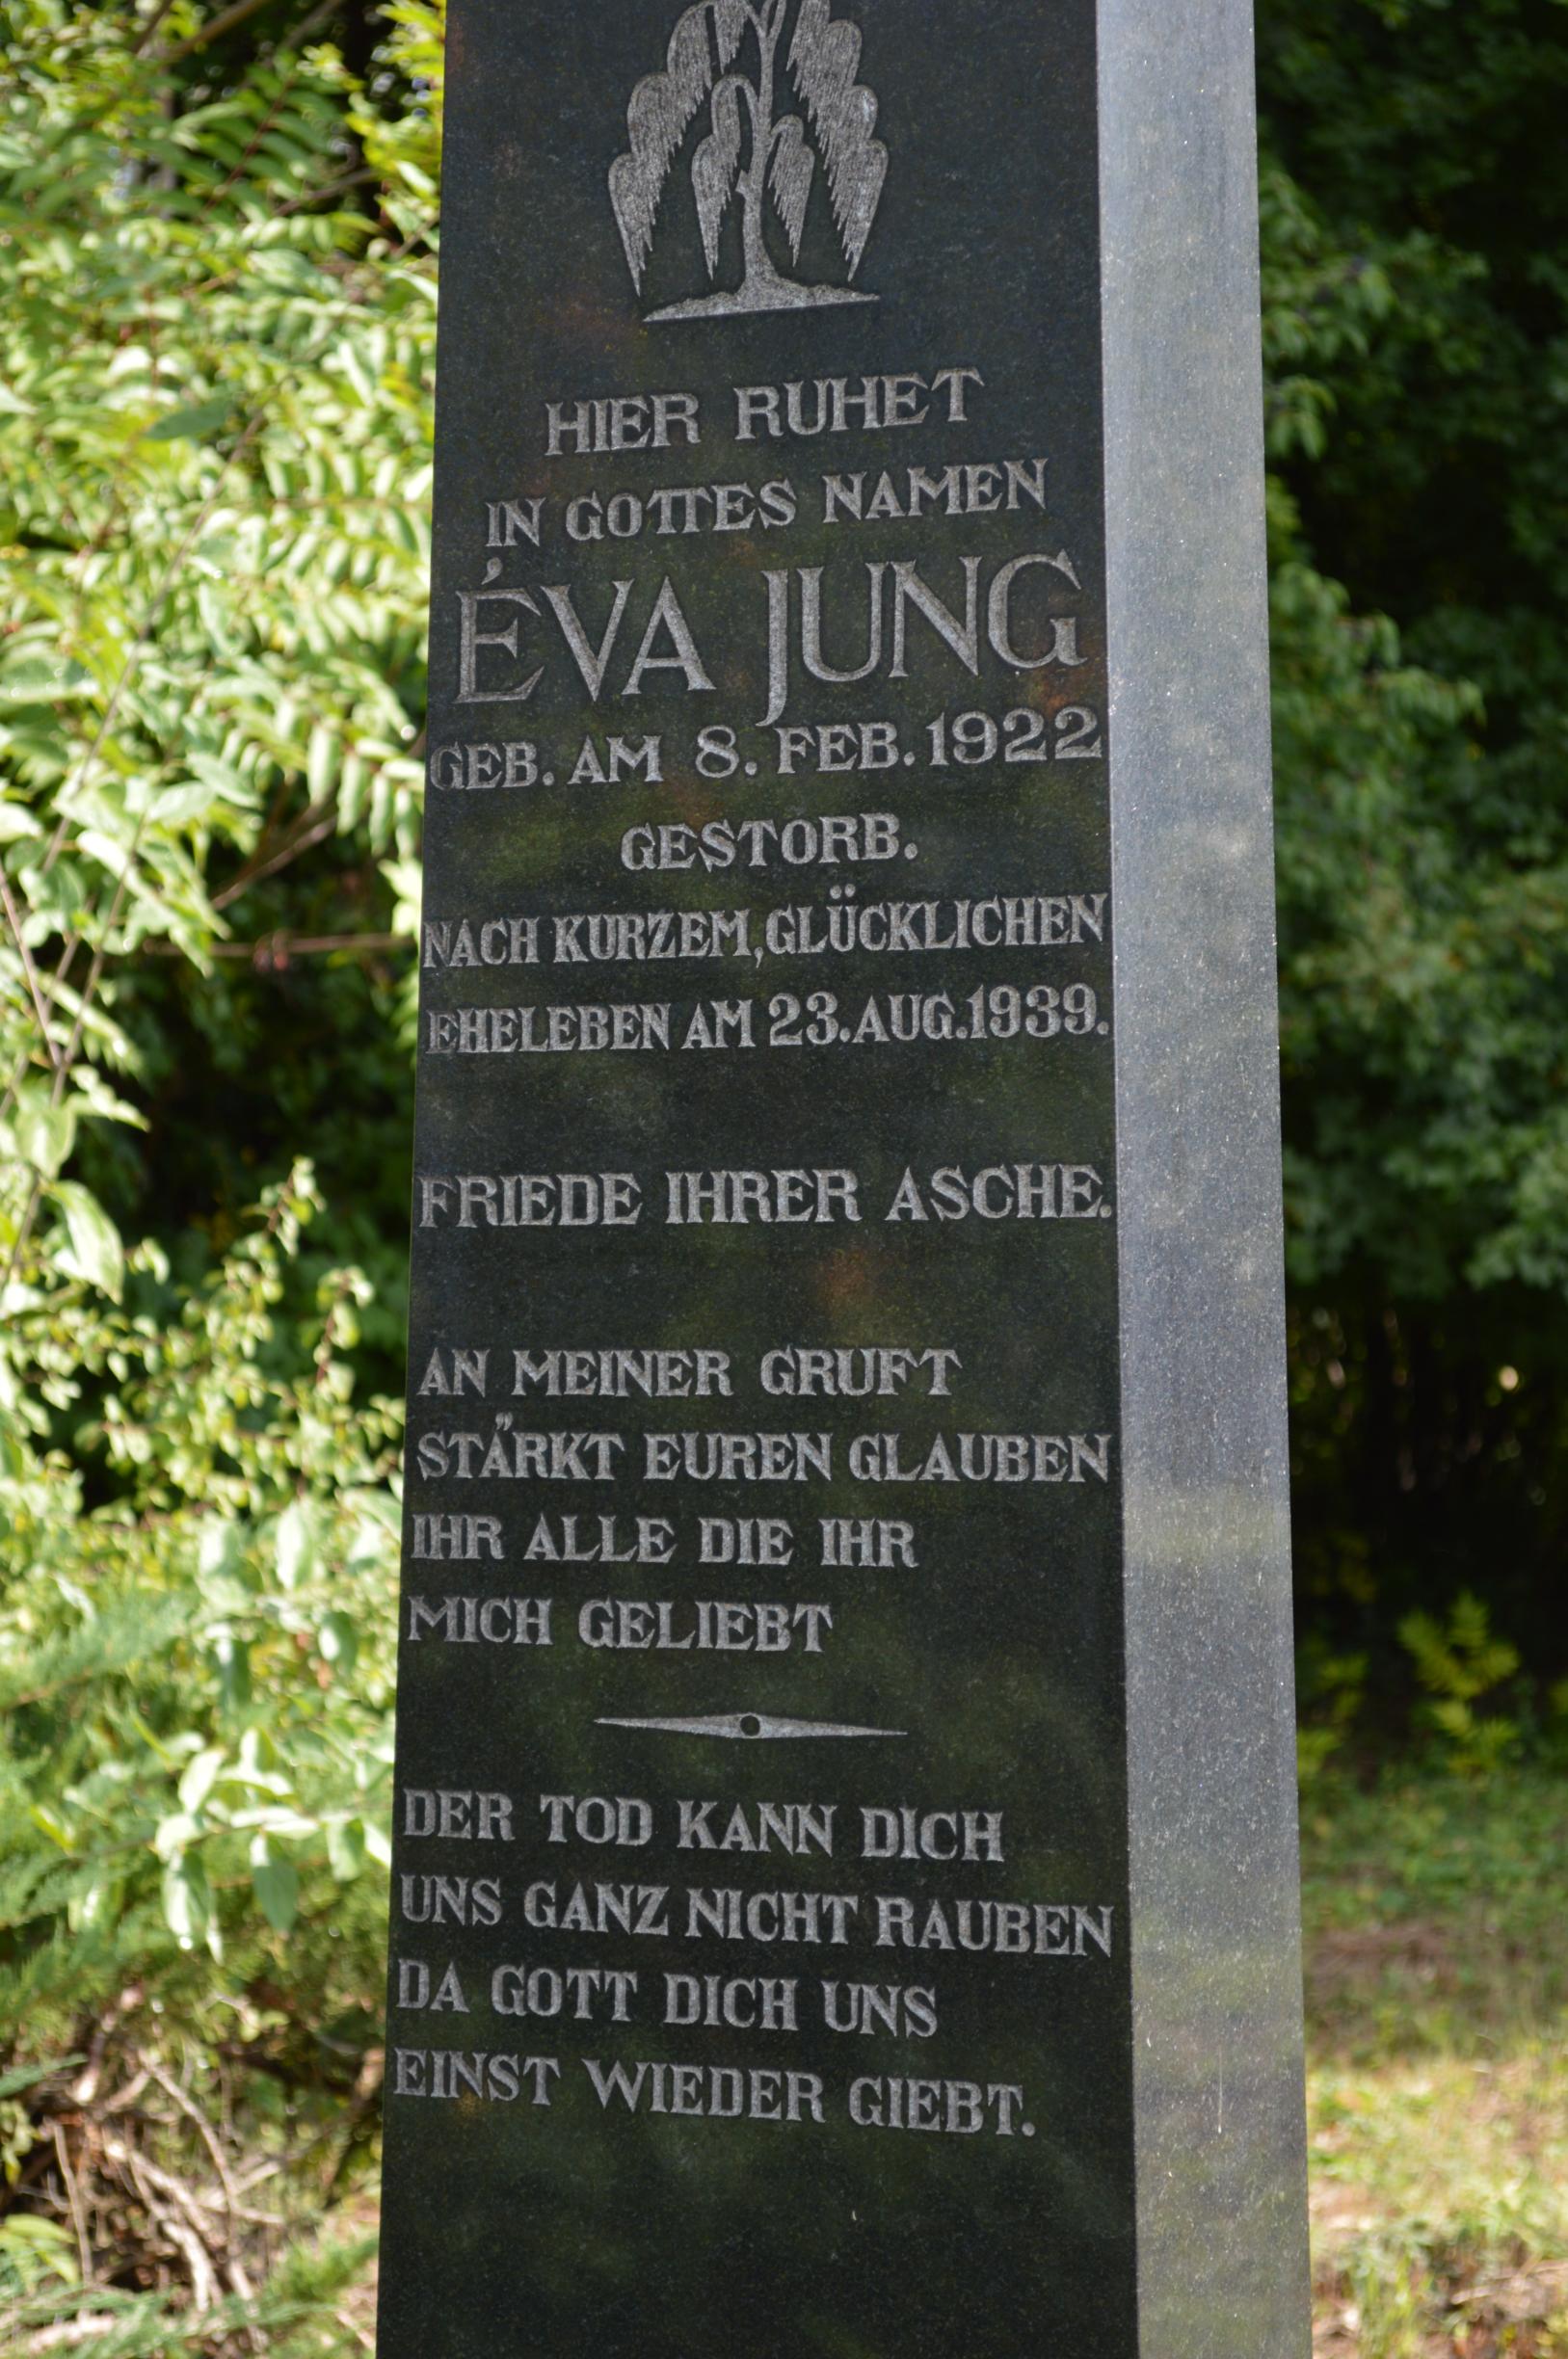 HIER RUHET
IN GOTTES NAMEN
ÉVA JUNG
GEB. AM 8. FEB. 1922
GESTORB.
NACH KURZEM, GLÜCKLICHEN
EHELEBEN AM 23. AUG. 1939.
FRIEDE IHRER ASCHE.
AN MEINER GRUFT
STÄRKT EUREN GLAUBEN
IHR ALLE DIE IHR
MICH GELIEBT
DER TOD KANN DICH
UNS GANZ NICHT RAUBEN
DA GOTT DICH UNS
EINST WIEDER GIEBT.